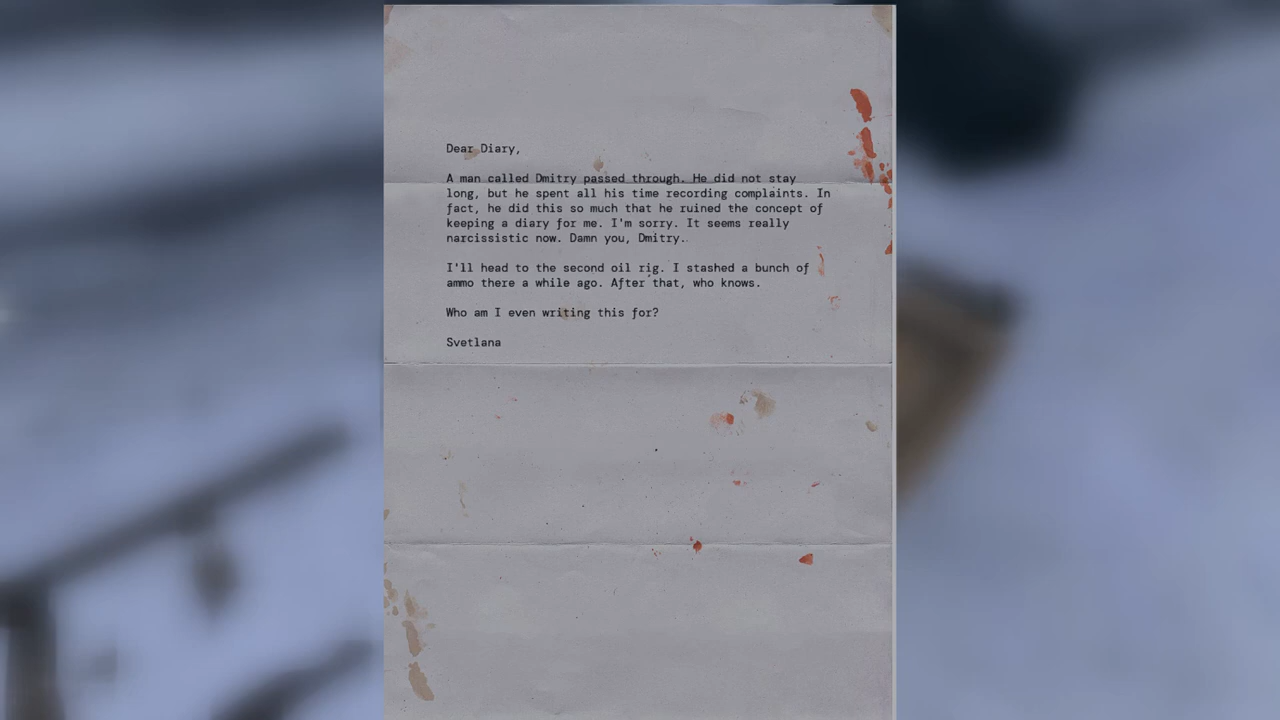 Dear Diary,
A man called Dmitry passed through. He did not stay
long, but he spent all his time recording complaints. In
fact, he did this so much that he ruined the concept of
keeping a diary for me. I'm sorry. It seems really
narcissistic now. Damn you, Dmitry.
I'll head to the second oil rig. I stashed a bunch of
ammo there a while ago. After that, who knows.
Who am I even writing this for?
Svetlana